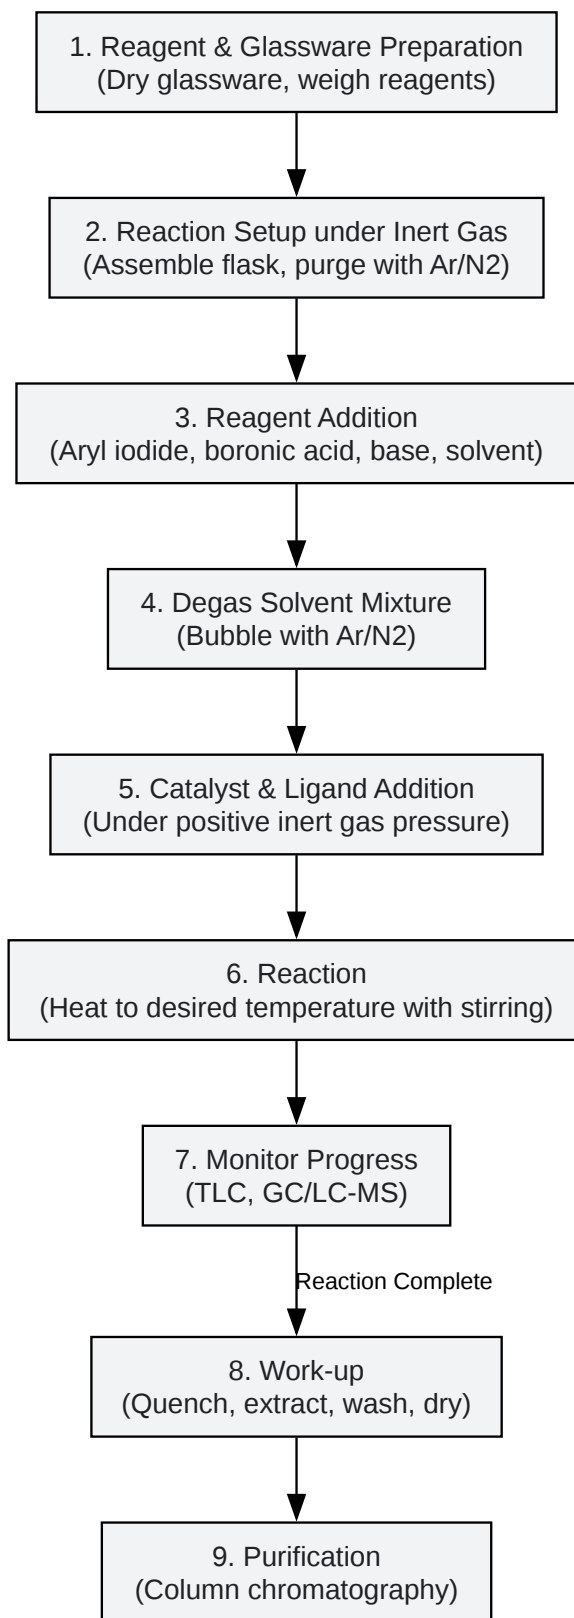 1. Reagent & Glassware Preparation
(Dry glassware, weigh reagents)
2. Reaction Setup under Inert Gas
(Assemble flask, purge with Ar/N2)
3. Reagent Addition
(Aryl iodide, boronic acid, base, solvent)
4. Degas Solvent Mixture
(Bubble with Ar/N2)
5. Catalyst & Ligand Addition
(Under positive inert gas pressure)
6. Reaction
(Heat to desired temperature with stirring)
7. Monitor Progress
(TLC, GC/LC-MS)
Reaction Complete
8. Work-up
(Quench, extract, wash, dry)
9. Purification
(Column chromatography)